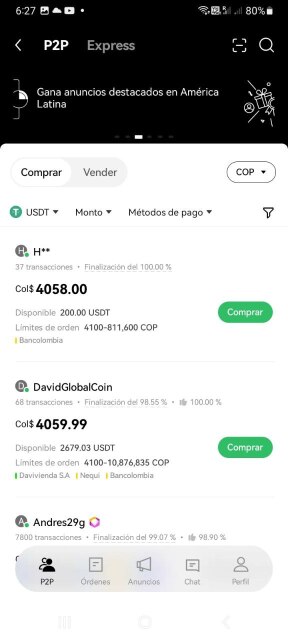 6:27 80%
P2P Express
Gana anuncios destacados en América
Latina
Comprar Vender COP
T USDT Monto Métodos de pago
H H**
37 transacciones • Finalización del 100.00 %
Col$ 4058.00
Disponible 200.00 USDT
Comprar
Límites de orden 4100-811,600 COP
Bancolombia
D DavidGlobalCoin
68 transacciones • Finalización del 98.55 % • 100.00 %
Col$ 4059.99
Disponible 2679.03 USDT
Comprar
Límites de orden 4100-10,876,835 COP
Davivienda S.A Nequi Bancolombia
A Andres29g
7800 transacciones • Finalización del 99.07 % • 98.90 %
P2P Órdenes Anuncios Chat Perfil